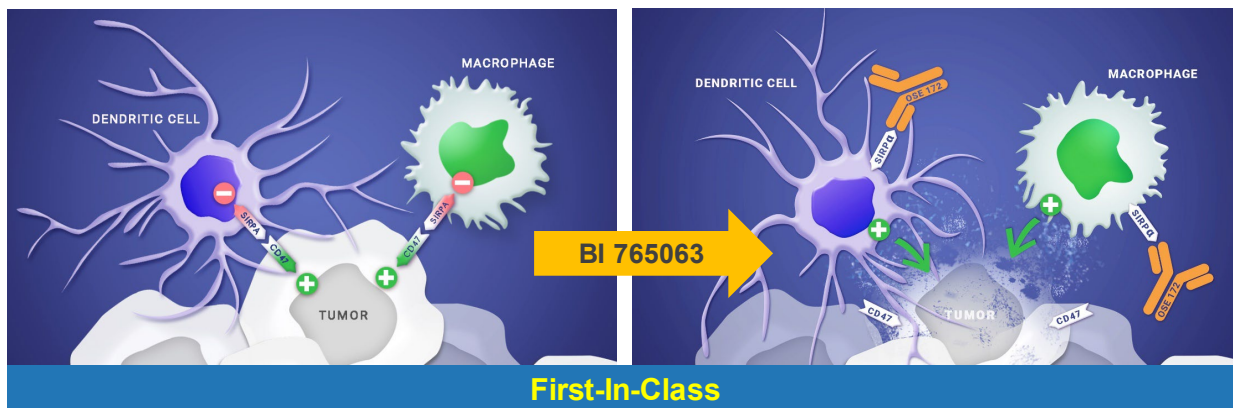 MACROPHAGE
DENDRITIC CELL
SIRPA
CD47
SIRPA
CD47
TUMOR
BI 765063
DENDRITIC CELL
MACROPHAGE
OSE 172
SIRPα
SIRPα
OSE 172
CD47
TUMOR
CD47
First-In-Class